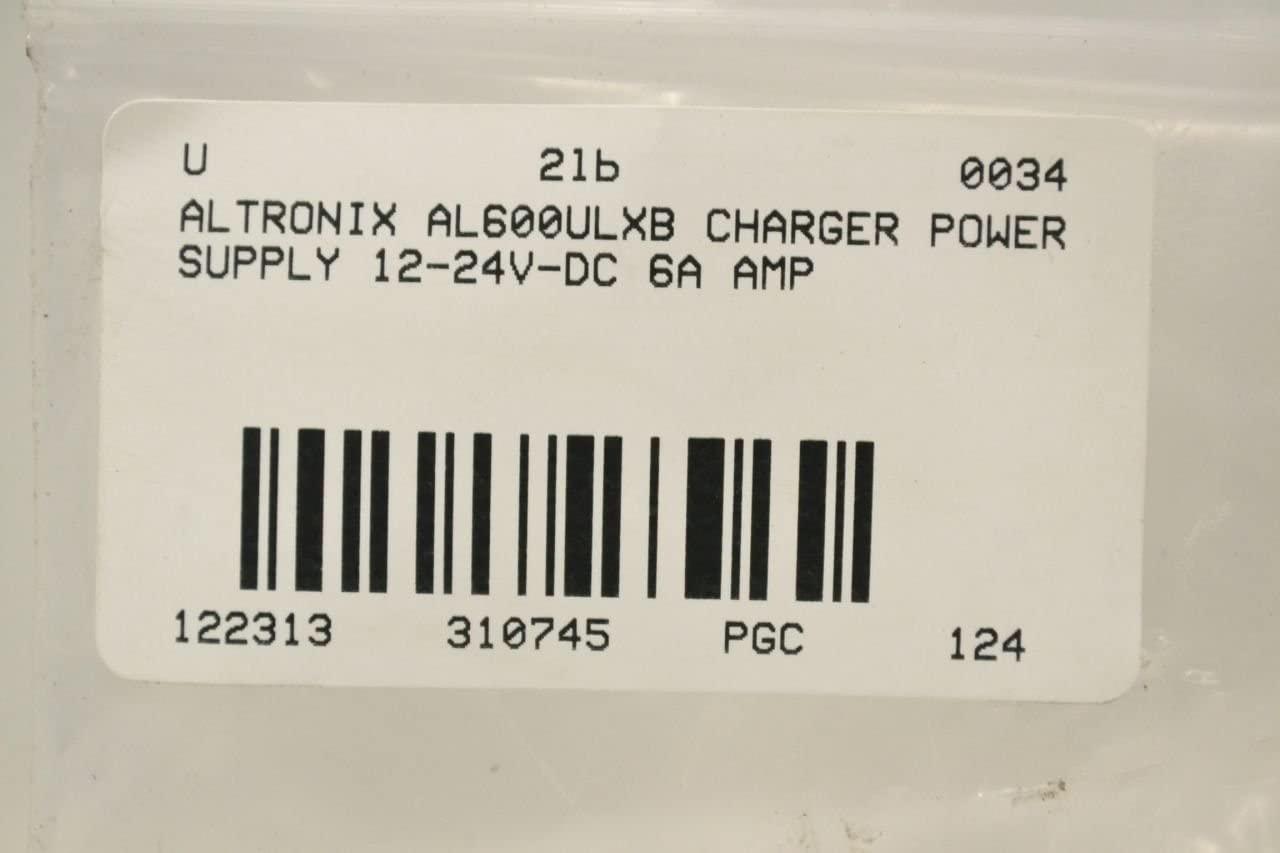 U 21b 0034
ALTRONIX AL600ULXB CHARGER POWER
SUPPLY 12-24V-DC 6A AMP
122313 310745 PGC 124